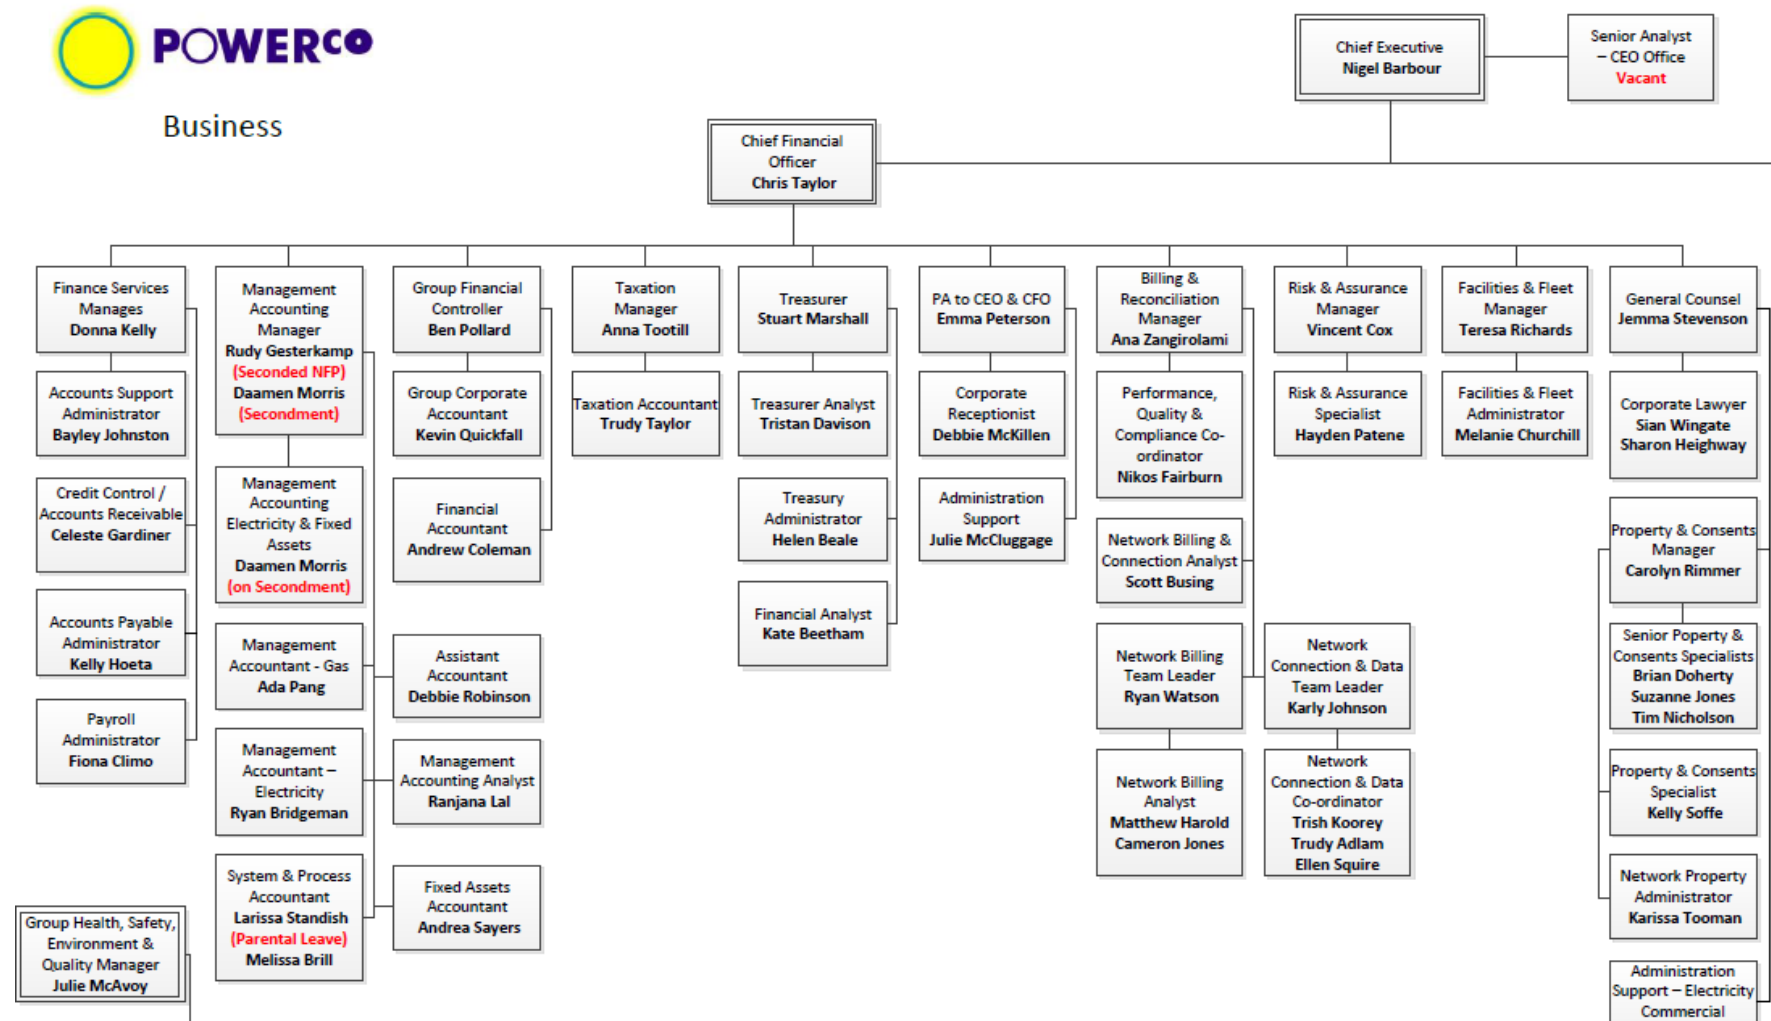 POWERCO
Business
Chief Executive
Nigel Barbour
Senior Analyst
– CEO Office
Vacant
Chief Financial
Officer
Chris Taylor
Finance Services
Manages
Donna Kelly
Accounts Support
Administrator
Bayley Johnston
Credit Control /
Accounts Receivable
Celeste Gardiner
Accounts Payable
Administrator
Kelly Hoeta
Payroll
Administrator
Fiona Climo
Group Health, Safety,
Environment &
Quality Manager
Julie McAvoy
Management
Accounting
Manager
Rudy Gesterkamp
(Seconded NFP)
Daamen Morris
(Secondment)
Management
Accounting
Electricity & Fixed
Assets
Daamen Morris
(on Secondment)
Management
Accountant - Gas
Ada Pang
Management
Accountant –
Electricity
Ryan Bridgeman
System & Process
Accountant
Larissa Standish
(Parental Leave)
Melissa Brill
Group Financial
Controller
Ben Pollard
Group Corporate
Accountant
Kevin Quickfall
Financial
Accountant
Andrew Coleman
Assistant
Accountant
Debbie Robinson
Management
Accounting Analyst
Ranjana Lal
Fixed Assets
Accountant
Andrea Sayers
Taxation
Manager
Anna Tootill
Taxation Accountant
Trudy Taylor
Treasurer
Stuart Marshall
Treasurer Analyst
Tristan Davison
Treasury
Administrator
Helen Beale
Financial Analyst
Kate Beetham
PA to CEO & CFO
Emma Peterson
Corporate
Receptionist
Debbie McKillen
Administration
Support
Julie McCluggage
Billing &
Reconciliation
Manager
Ana Zangirolami
Performance,
Quality &
Compliance Co-
ordinator
Nikos Fairburn
Network Billing &
Connection Analyst
Scott Busing
Network Billing
Team Leader
Ryan Watson
Network Billing
Analyst
Matthew Harold
Cameron Jones
Network
Connection & Data
Team Leader
Karly Johnson
Network
Connection & Data
Co-ordinator
Trish Koorey
Trudy Adlam
Ellen Squire
Risk & Assurance
Manager
Vincent Cox
Risk & Assurance
Specialist
Hayden Patene
Facilities & Fleet
Manager
Teresa Richards
Facilities & Fleet
Administrator
Melanie Churchill
General Counsel
Jemma Stevenson
Corporate Lawyer
Sian Wingate
Sharon Heighway
Property & Consents
Manager
Carolyn Rimmer
Senior Poperty &
Consents Specialists
Brian Doherty
Suzanne Jones
Tim Nicholson
Property & Consents
Specialist
Kelly Soffe
Network Property
Administrator
Karissa Tooman
Administration
Support – Electricity
Commercial